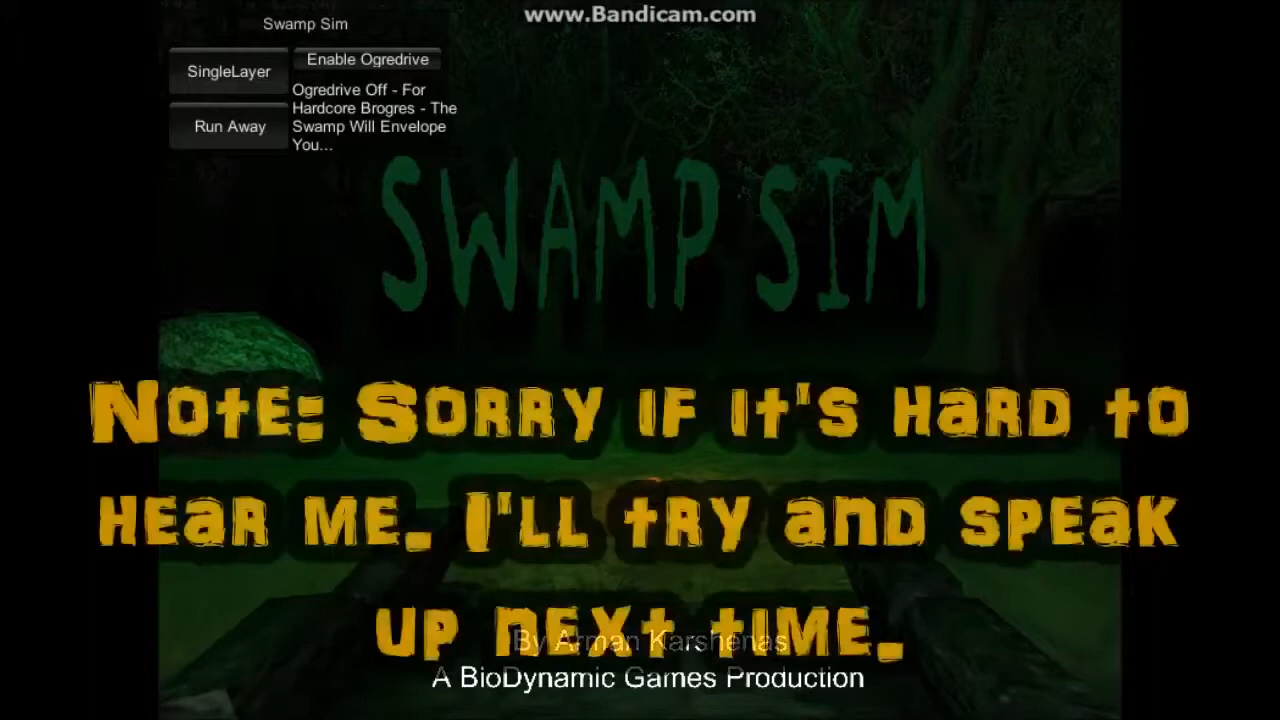 www.Bandicam.com
Swamp Sim
SingleLayer
Enable Ogredrive
Run Away
Ogredrive Off - For
Hardcore Brogres - The
Swamp Will Envelope
You...
SWAMP SIM
Note: Sorry if it's hard to
hear me. I'll try and speak
up next time.
By Arman Karshenas
A BioDynamic Games Production